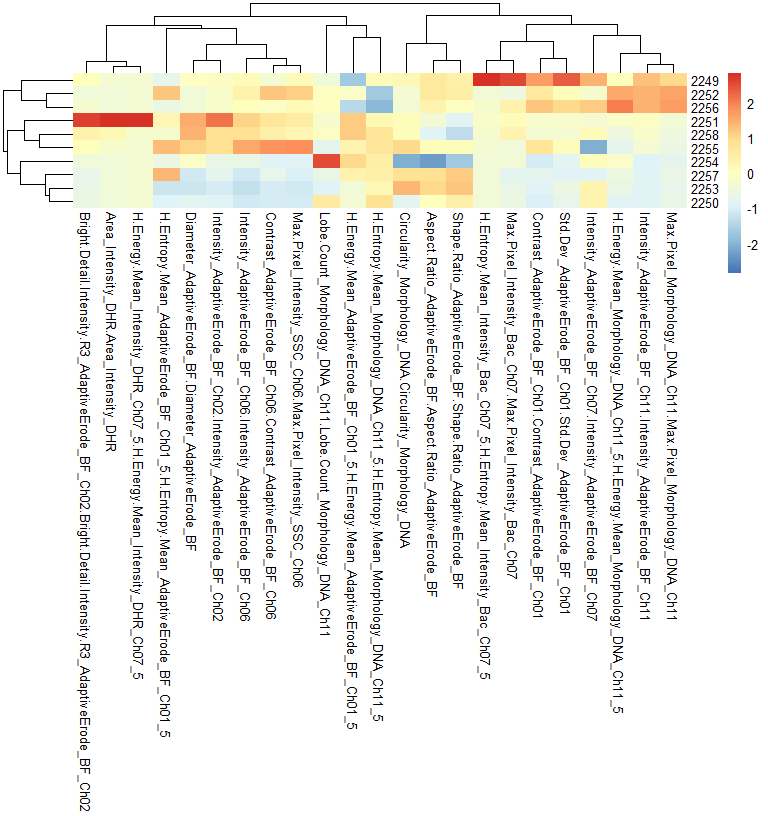 2249
2252
2256
2251
2258
2255
2254
2257
2253
2250
2
1
0
-1
-2
Bright.Detail.Intensity.R3_AdaptiveErode_BF_Ch02.Bright.Detail.Intensity.R3_AdaptiveErode_BF_Ch02
Area_Intensity_DHR.Area_Intensity_DHR
H.Energy.Mean_Intensity_DHR_Ch07_5.H.Energy.Mean_Intensity_DHR_Ch07_5
H.Entropy.Mean_AdaptiveErode_BF_Ch01_5.H.Entropy.Mean_AdaptiveErode_BF_Ch01_5
Diameter_AdaptiveErode_BF.Diameter_AdaptiveErode_BF
Intensity_AdaptiveErode_BF_Ch02.Intensity_AdaptiveErode_BF_Ch02
Intensity_AdaptiveErode_BF_Ch06.Intensity_AdaptiveErode_BF_Ch06
Contrast_AdaptiveErode_BF_Ch06.Contrast_AdaptiveErode_BF_Ch06
Max.Pixel_Intensity_SSC_Ch06.Max.Pixel_Intensity_SSC_Ch06
Lobe.Count_Morphology_DNA_Ch11.Lobe.Count_Morphology_DNA_Ch11
H.Energy.Mean_AdaptiveErode_BF_Ch01_5.H.Energy.Mean_AdaptiveErode_BF_Ch01_5
H.Entropy.Mean_Morphology_DNA_Ch11_5.H.Entropy.Mean_Morphology_DNA_Ch11_5
Circularity_Morphology_DNA.Circularity_Morphology_DNA
Aspect.Ratio_AdaptiveErode_BF.Aspect.Ratio_AdaptiveErode_BF
Shape.Ratio_AdaptiveErode_BF.Shape.Ratio_AdaptiveErode_BF
H.Entropy.Mean_Intensity_Bac_Ch07_5.H.Entropy.Mean_Intensity_Bac_Ch07_5
Max.Pixel_Intensity_Bac_Ch07.Max.Pixel_Intensity_Bac_Ch07
Contrast_AdaptiveErode_BF_Ch01.Contrast_AdaptiveErode_BF_Ch01
Std.Dev_AdaptiveErode_BF_Ch01.Std.Dev_AdaptiveErode_BF_Ch01
Intensity_AdaptiveErode_BF_Ch07.Intensity_AdaptiveErode_BF_Ch07
H.Energy.Mean_Morphology_DNA_Ch11_5.H.Energy.Mean_Morphology_DNA_Ch11_5
Intensity_AdaptiveErode_BF_Ch11.Intensity_AdaptiveErode_BF_Ch11
Max.Pixel_Morphology_DNA_Ch11.Max.Pixel_Morphology_DNA_Ch11